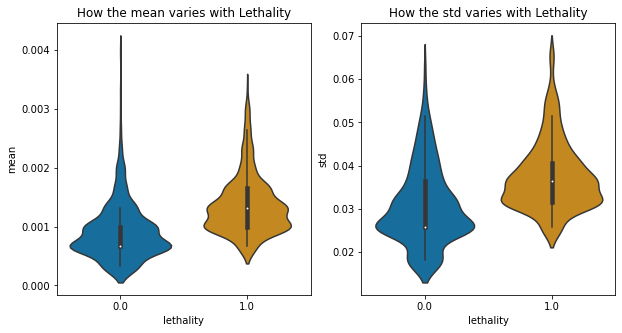 How the mean varies with Lethality
0.004
0.003
0.002
0.001
0.000
mean
0.0
1.0
lethality
How the std varies with Lethality
0.07
0.06
0.05
0.04
0.03
0.02
std
0.0
1.0
lethality